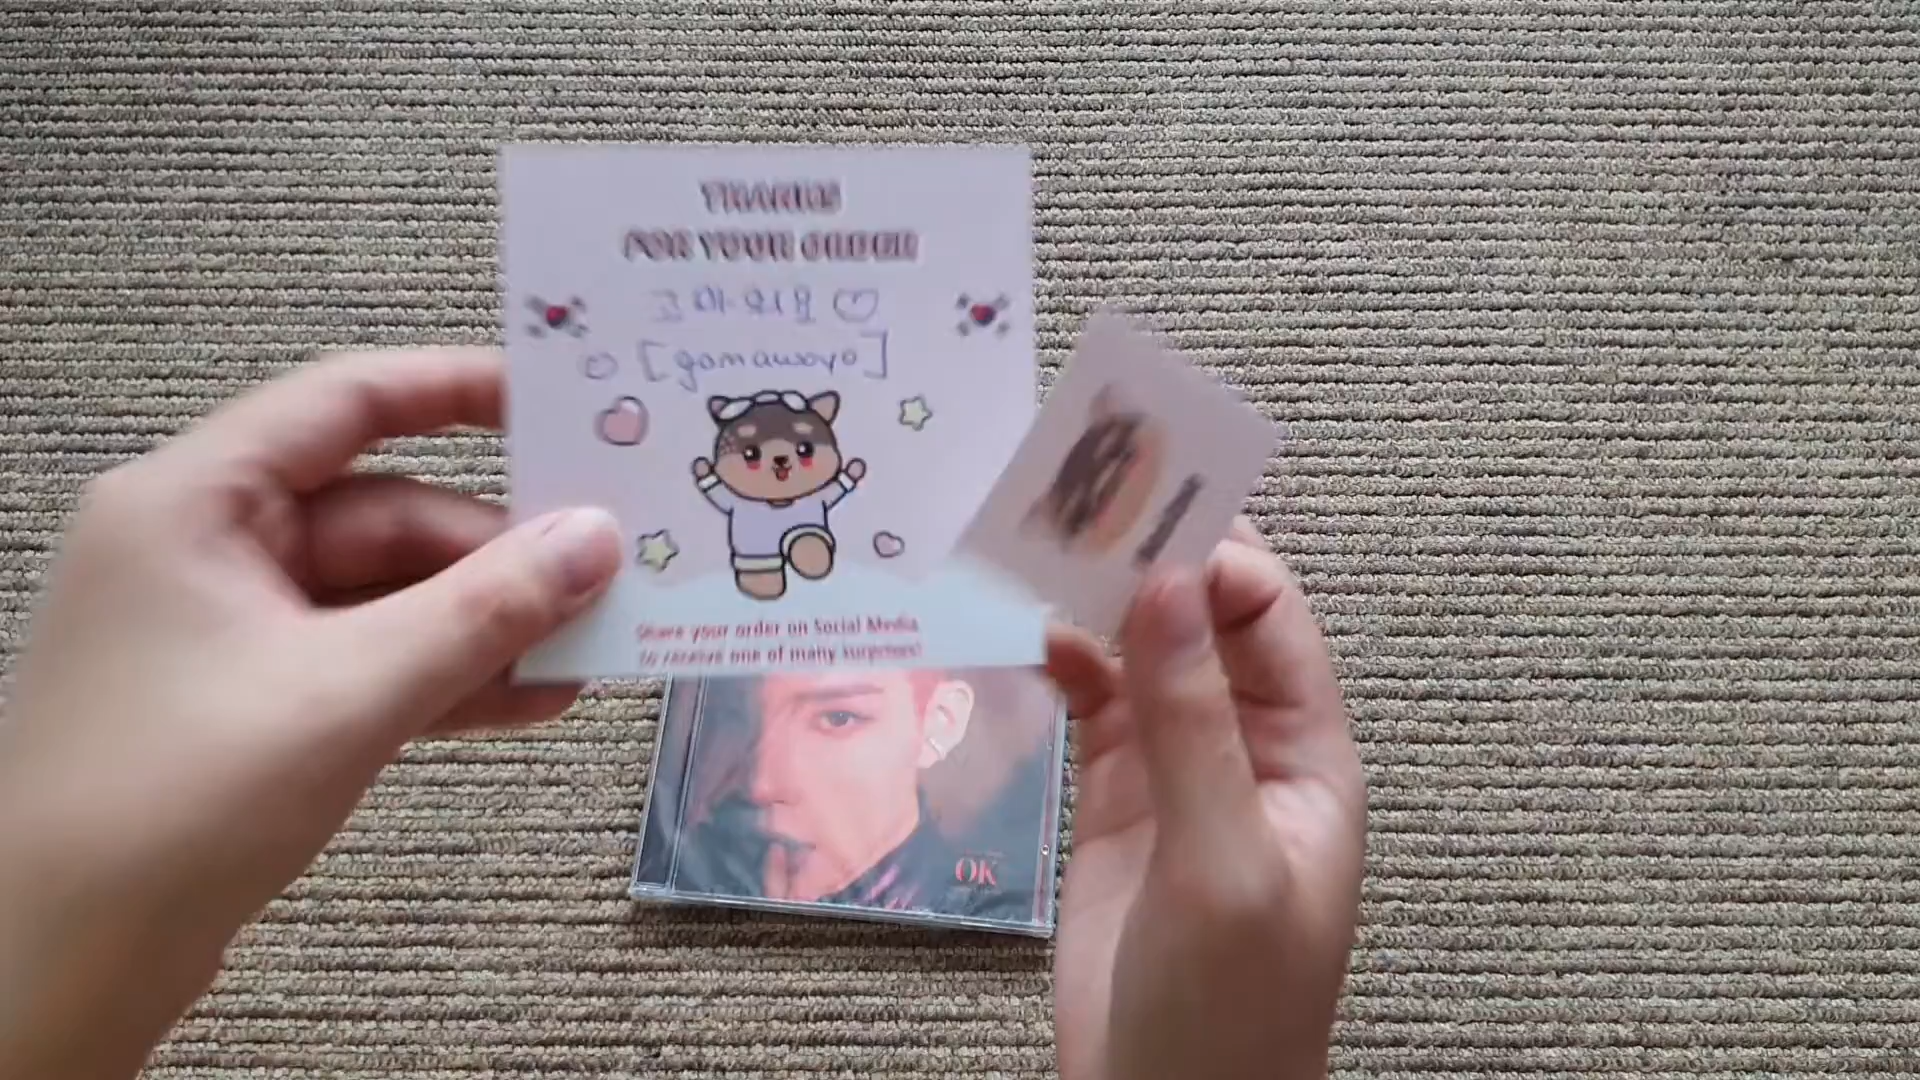 THANKS
FOR YOUR ORDER
고마워요
[gomawoyo]
Share your order on Social Media
to receive one of many surprises!
OK